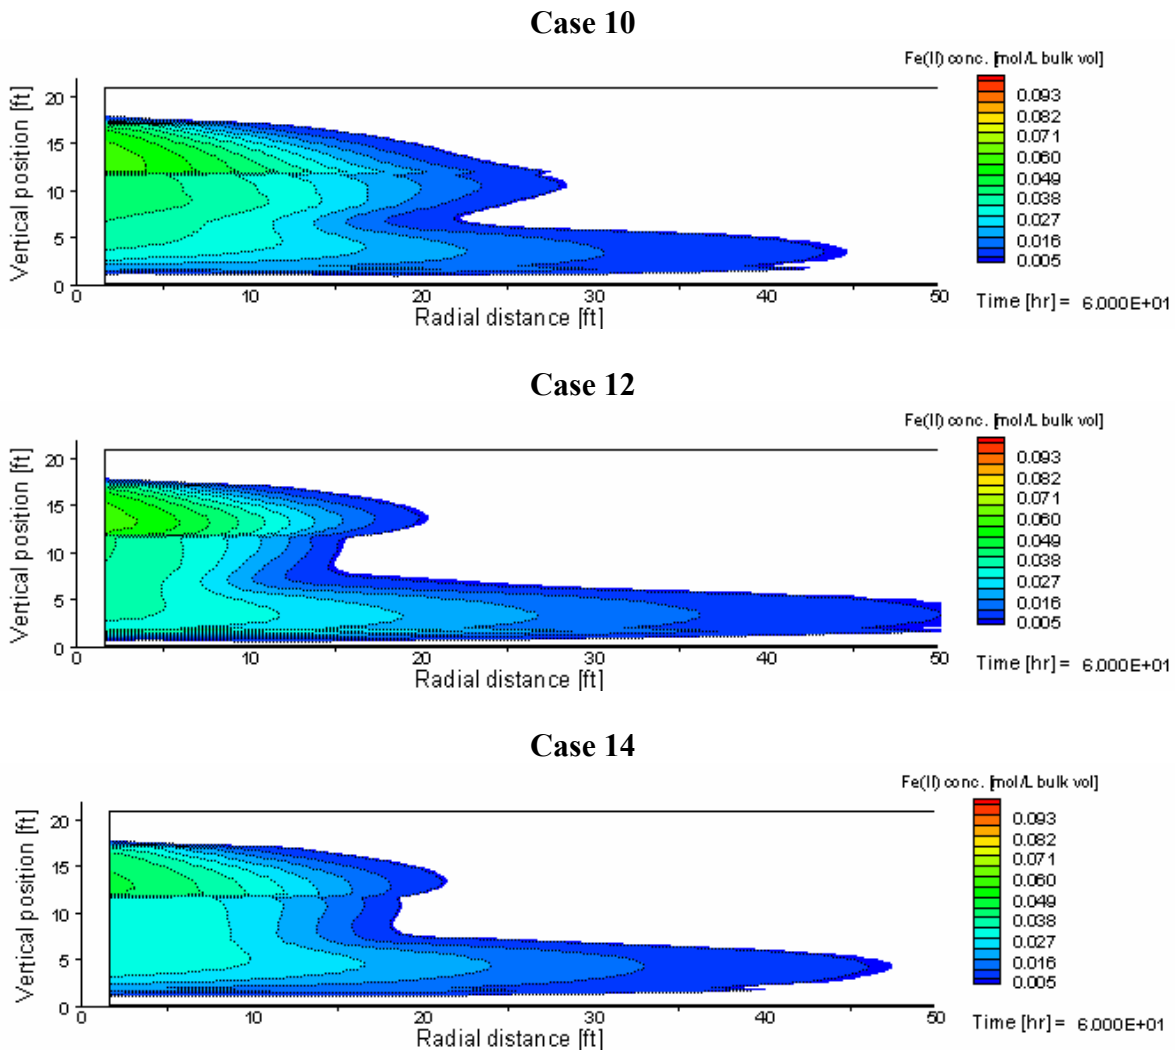 Case 10
Fe(II) conc. [mol/L bulk vol]
0.093
0.082
0.071
0.060
0.049
0.038
0.027
0.016
0.005
Time [hr] = 6.000E+01
Vertical position [ft]
20
15
10
5
0
0 10 20 30 40 50
Radial distance [ft]
Case 12
Fe(II) conc. [mol/L bulk vol]
0.093
0.082
0.071
0.060
0.049
0.038
0.027
0.016
0.005
Time [hr] = 6.000E+01
Vertical position [ft]
20
15
10
5
0
0 10 20 30 40 50
Radial distance [ft]
Case 14
Fe(II) conc. [mol/L bulk vol]
0.093
0.082
0.071
0.060
0.049
0.038
0.027
0.016
0.005
Time [hr] = 6.000E+01
Vertical position [ft]
20
15
10
5
0
0 10 20 30 40 50
Radial distance [ft]